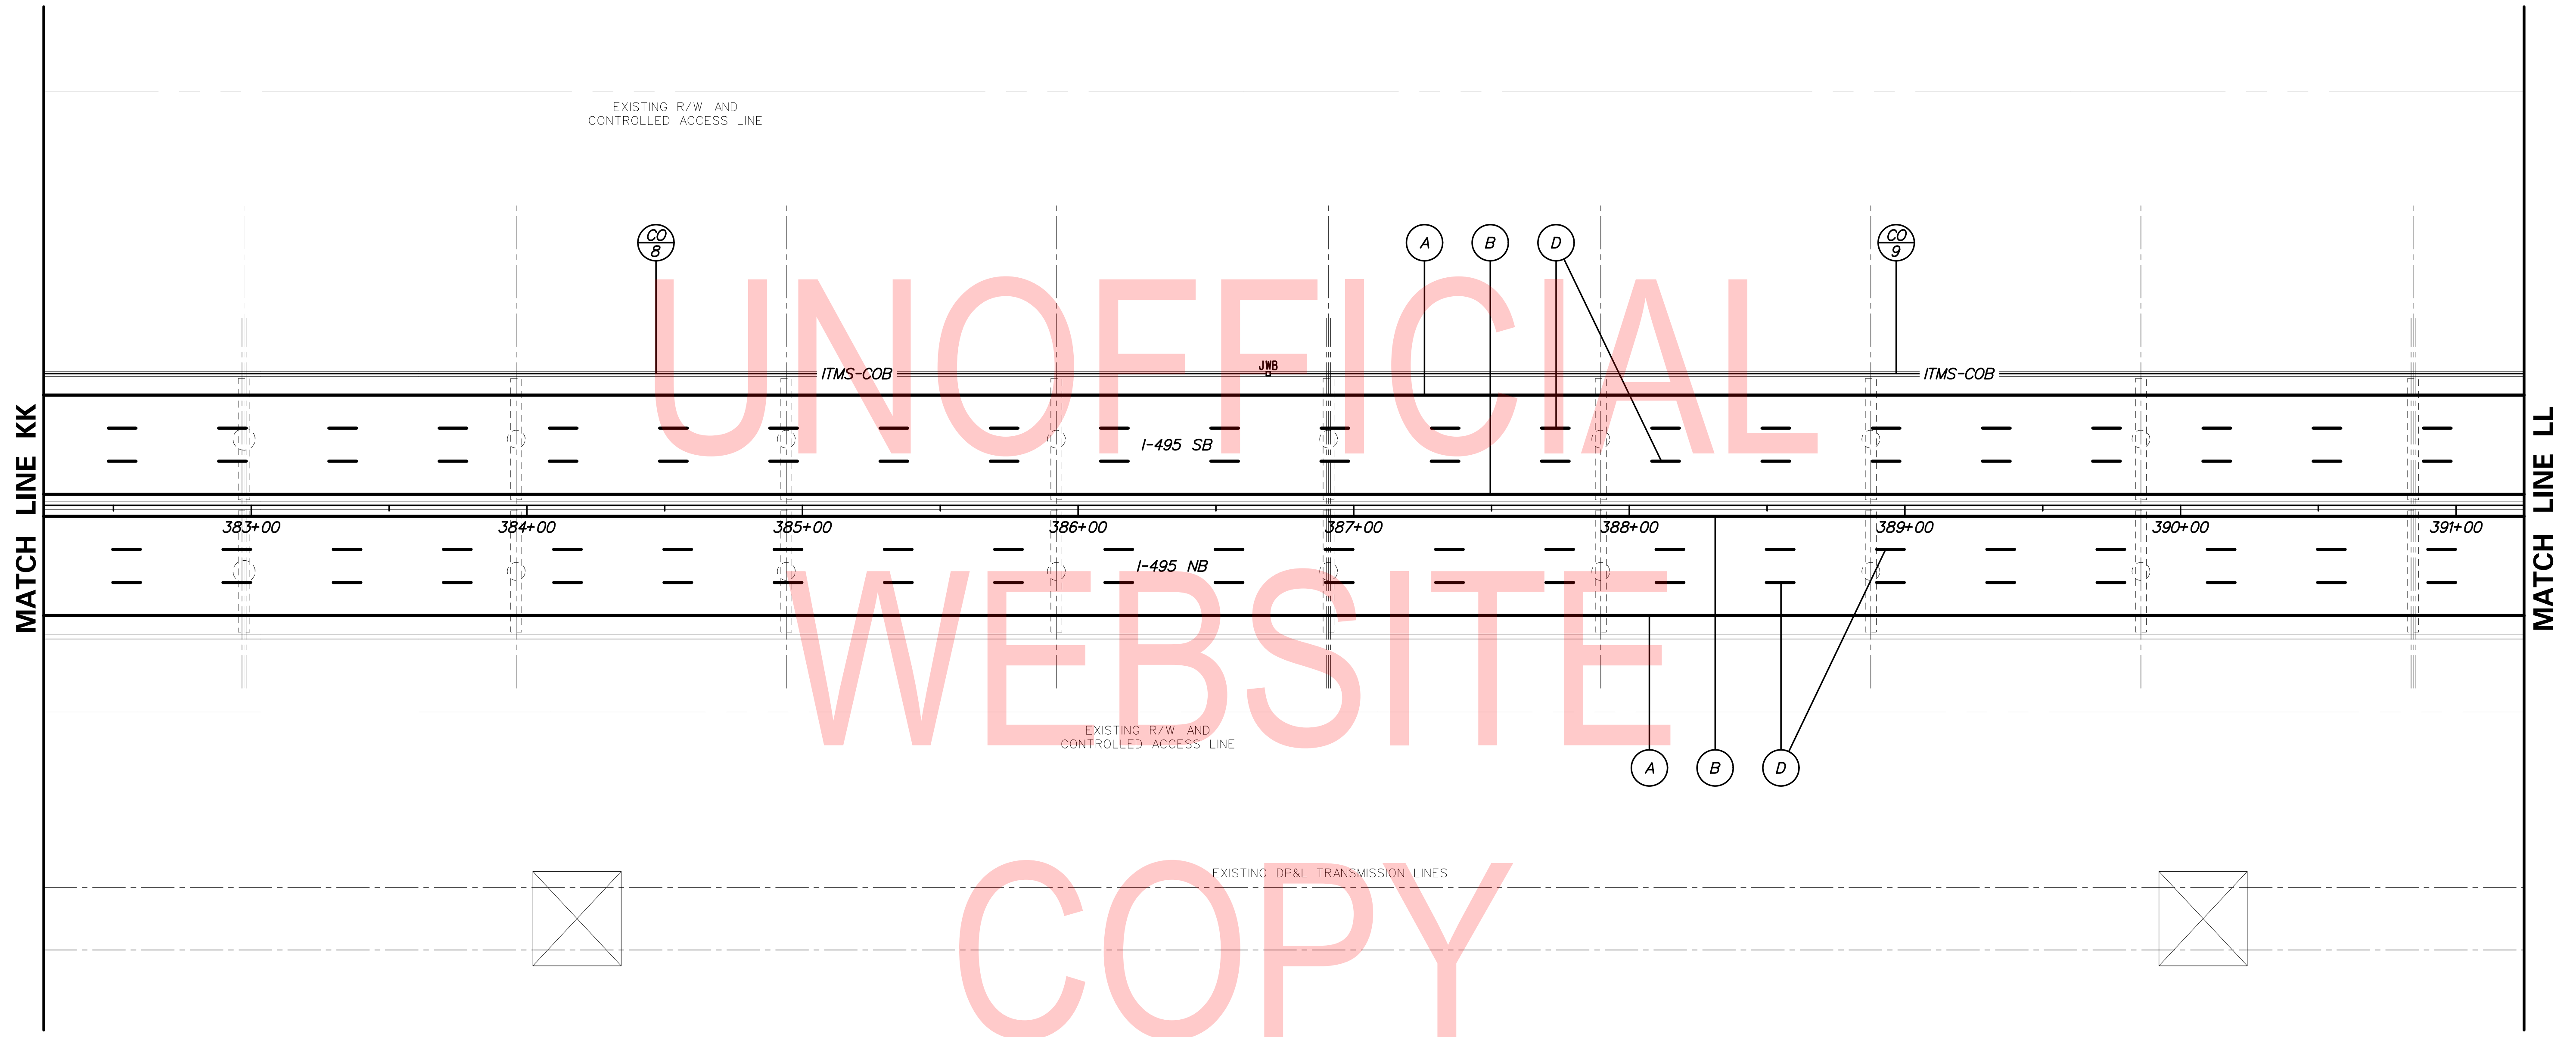 EXISTING R/W AND
CONTROLLED ACCESS LINE
CO
8
A
B
D
CO
9
UNOFFICIAL
JWB
ITMS-COB
ITMS-COB
MATCH LINE KK
I-495 SB
MATCH LINE LL
383+00
384+00
385+00
386+00
387+00
388+00
389+00
390+00
391+00
I-495 NB
WEBSITE
EXISTING R/W AND
CONTROLLED ACCESS LINE
A
B
D
EXISTING DP&L TRANSMISSION LINES
COPY